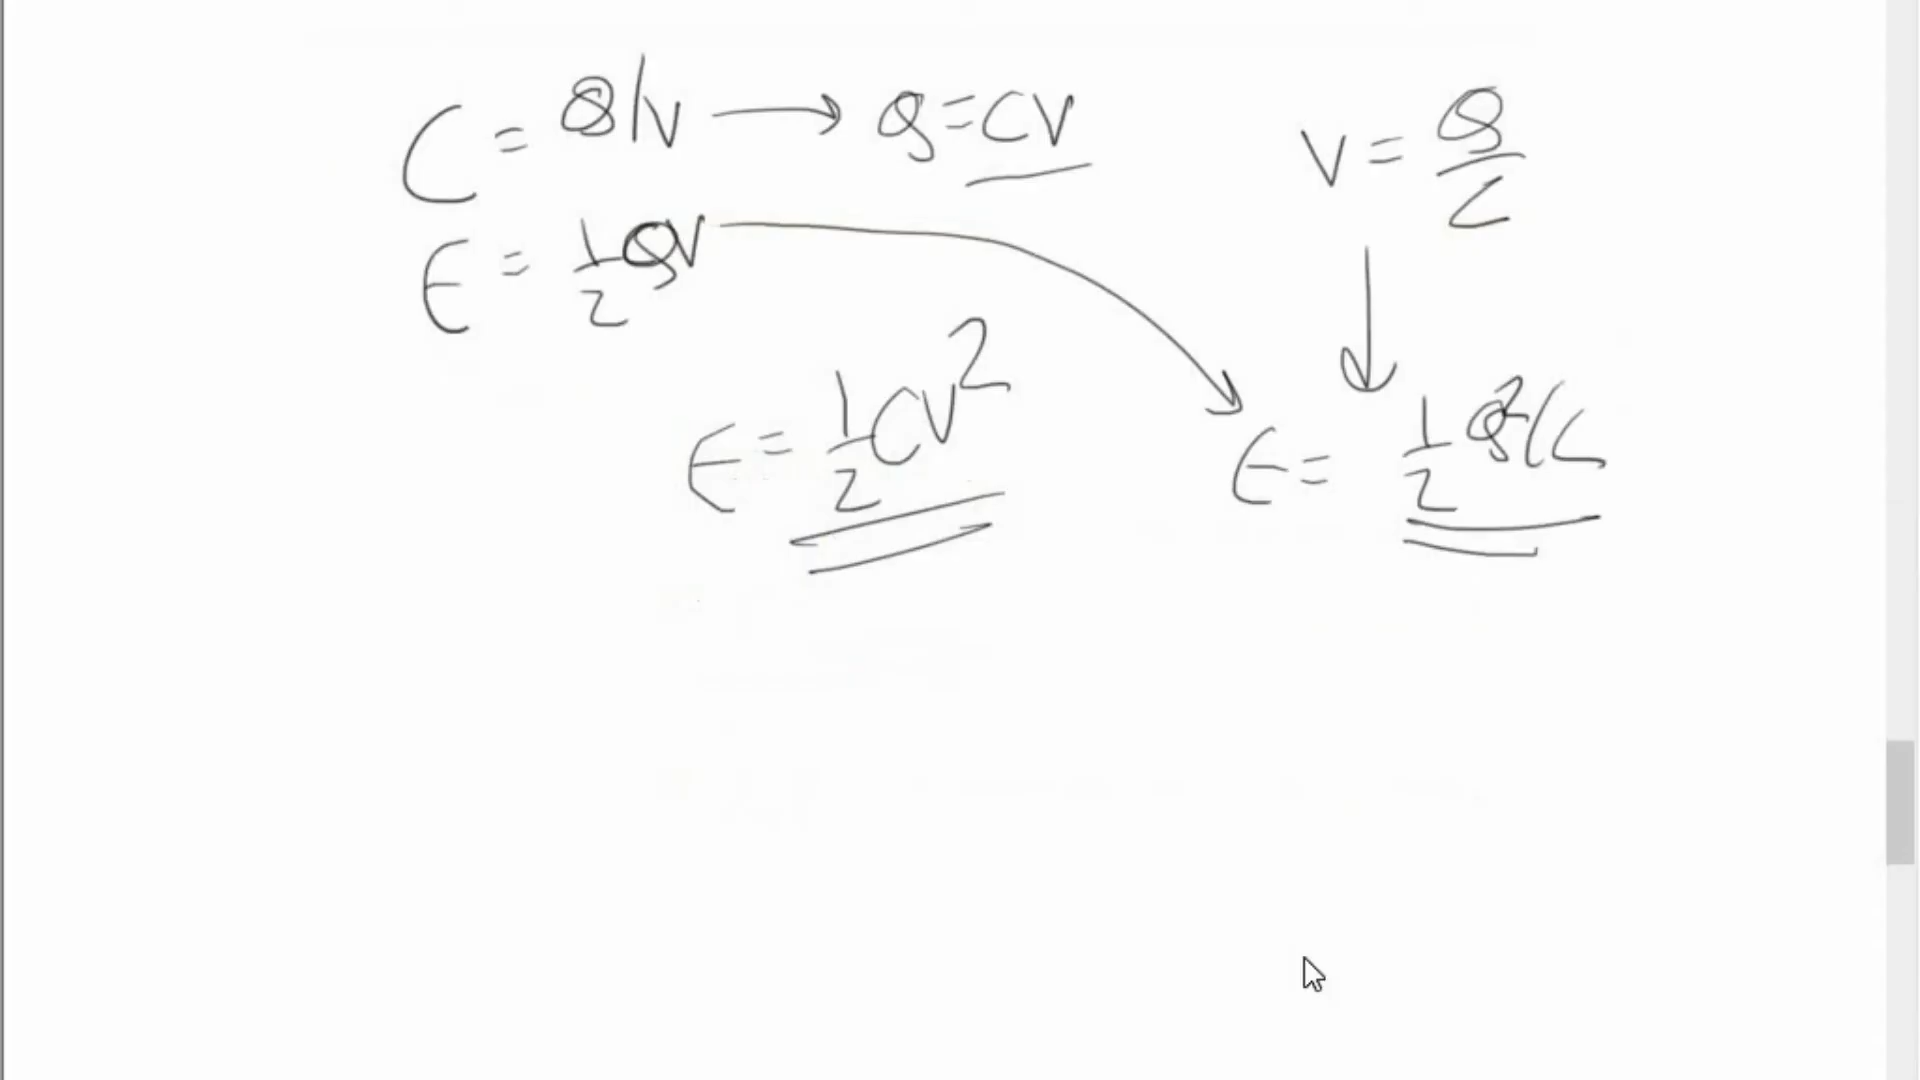 C = Q/V → Q = CV
V = Q/C
E = 1/2 QV
E = 1/2 CV²
E = 1/2 Q²/C